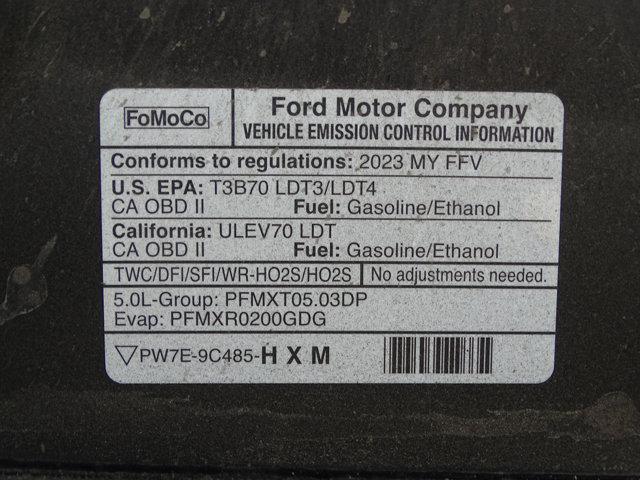 FoMoCo
Ford Motor Company
VEHICLE EMISSION CONTROL INFORMATION
Conforms to regulations: 2023 MY FFV
U.S. EPA: T3B70 LDT3/LDT4
CA OBD II Fuel: Gasoline/Ethanol
California: ULEV70 LDT
CA OBD II Fuel: Gasoline/Ethanol
TWC/DFI/SFI/WR-HO2S/HO2S No adjustments needed.
5.0L-Group: PFMXT05.03DP
Evap: PFMXR0200GDG
▽PW7E-9C485-H X M